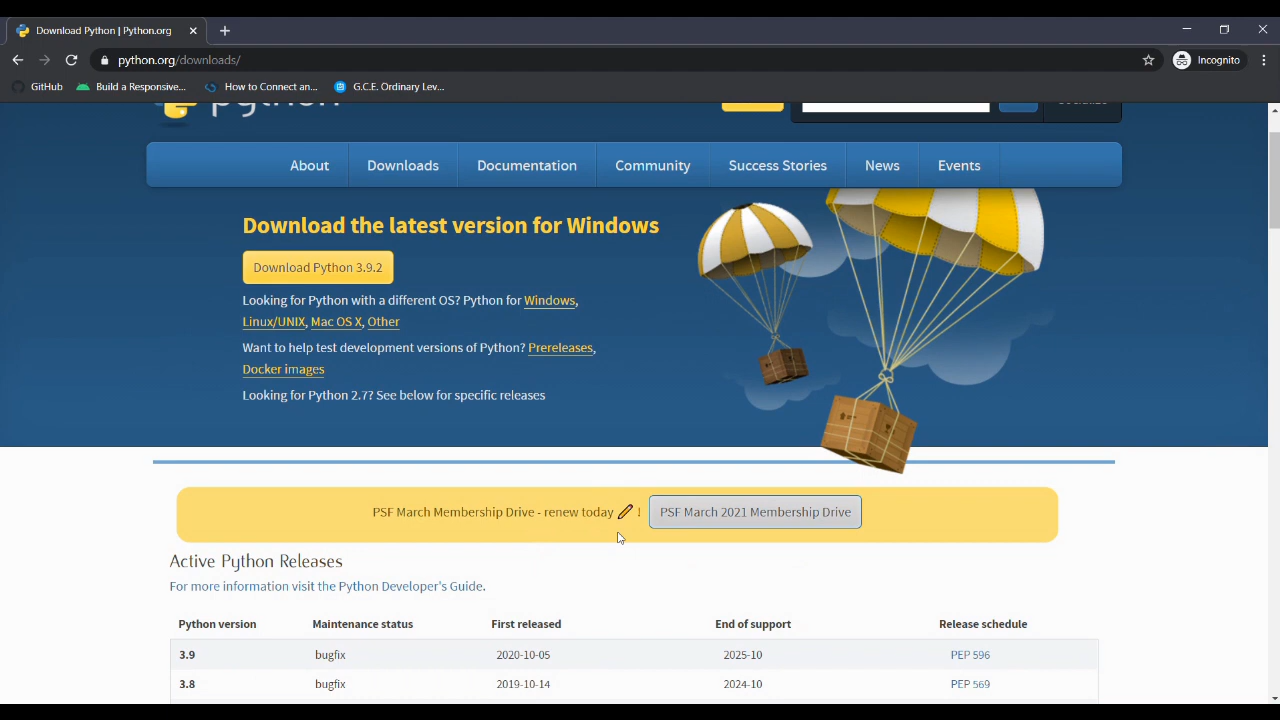 Download Python | Python.org
python.org/downloads/
Incognito
GitHub
Build a Responsive...
How to Connect an...
G.C.E. Ordinary Lev...
python
Socialize
About
Downloads
Documentation
Community
Success Stories
News
Events
Download the latest version for Windows
Download Python 3.9.2
Looking for Python with a different OS? Python for Windows,
Linux/UNIX, Mac OS X, Other
Want to help test development versions of Python? Prereleases,
Docker images
Looking for Python 2.7? See below for specific releases
PSF March Membership Drive - renew today ! PSF March 2021 Membership Drive
Active Python Releases
For more information visit the Python Developer's Guide.
Python version Maintenance status First released End of support Release schedule
3.9 bugfix 2020-10-05 2025-10 PEP 596
3.8 bugfix 2019-10-14 2024-10 PEP 569